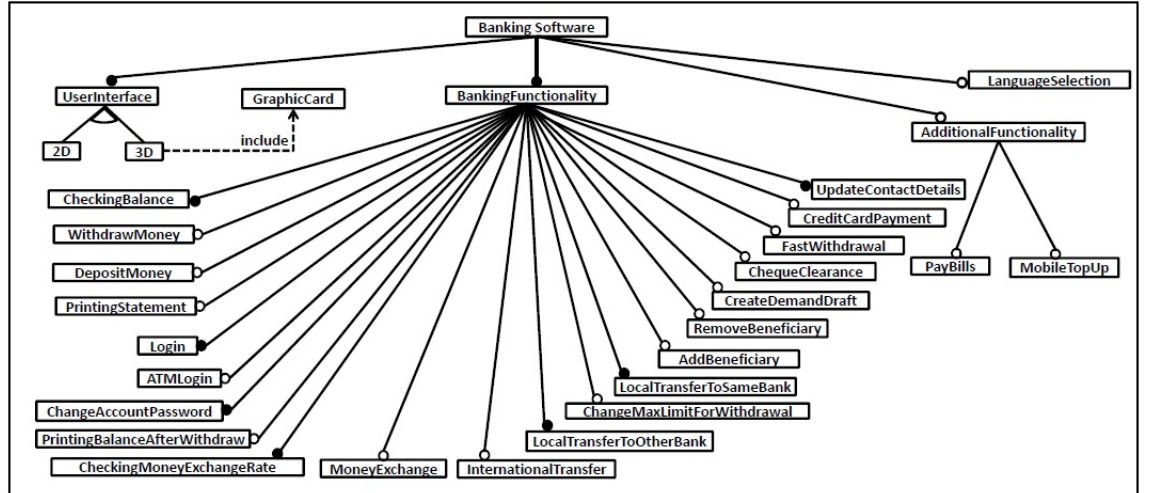 Banking Software
UserInterface
GraphicCard
BankingFunctionality
LanguageSelection
AdditionalFunctionality
2D
3D
include
CheckingBalance
WithdrawMoney
DepositMoney
PrintingStatement
Login
ATMLogin
ChangeAccountPassword
PrintingBalanceAfterWithdraw
CheckingMoneyExchangeRate
MoneyExchange
InternationalTransfer
LocalTransferToOtherBank
ChangeMaxLimitForWithdrawal
LocalTransferToSameBank
AddBeneficiary
RemoveBeneficiary
CreateDemandDraft
ChequeClearance
FastWithdrawal
CreditCardPayment
UpdateContactDetails
PayBills
MobileTopUp